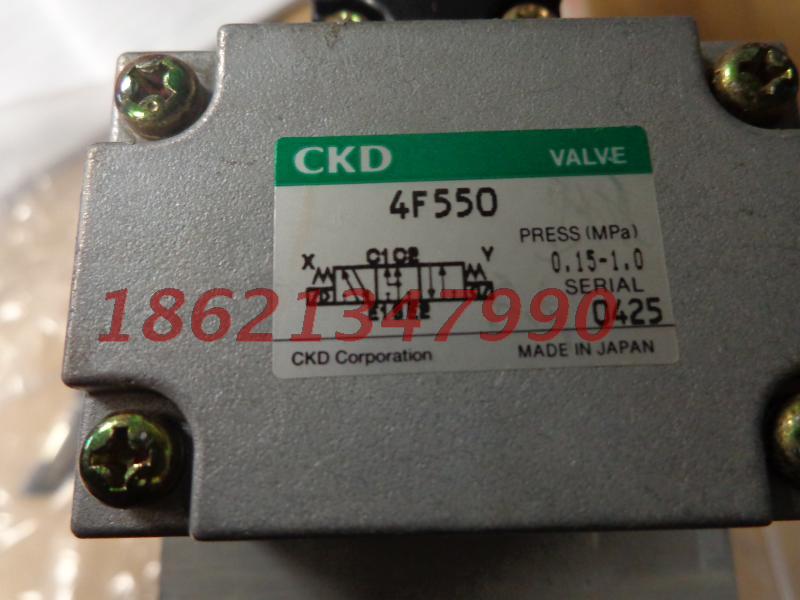 CKD VALVE
4F550
PRESS (MPa)
X C1 C2 Y
0.15-1.0
SERIAL
18621347990
0425
CKD Corporation MADE IN JAPAN